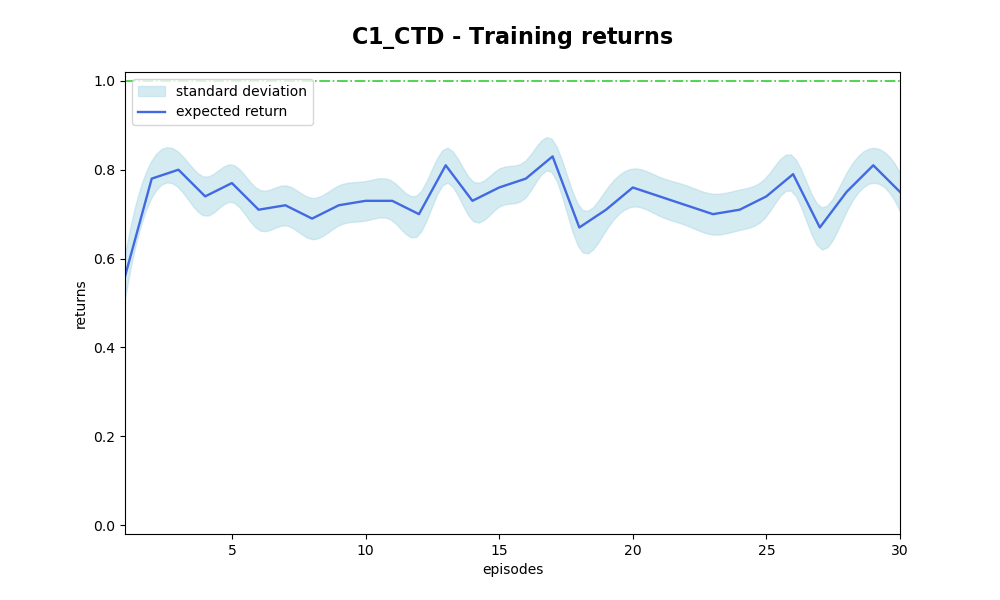 C1_CTD - Training returns
standard deviation
expected return
returns
1.0
0.8
0.6
0.4
0.2
0.0
5 10 15 20 25 30
episodes